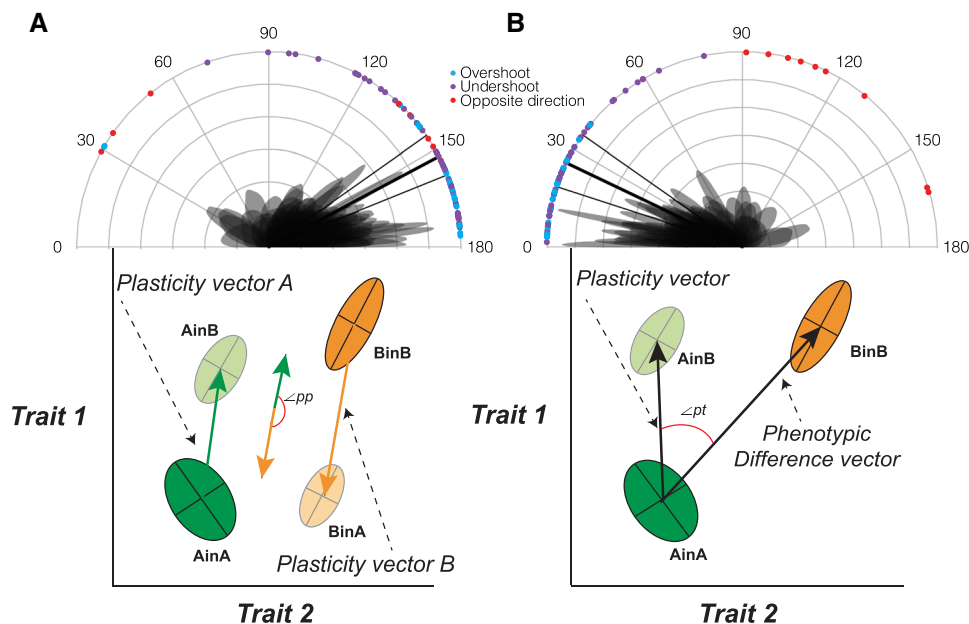 A
B
90
60
120
30
150
0
180
Overshoot
Undershoot
Opposite direction
90
60
120
30
150
0
180
Plasticity vector A
AinB
BinB
∠pp
Trait 1
AinA
BinA
Plasticity vector B
Trait 2
Plasticity vector
AinB
BinB
∠pt
Trait 1
Phenotypic
Difference vector
AinA
Trait 2